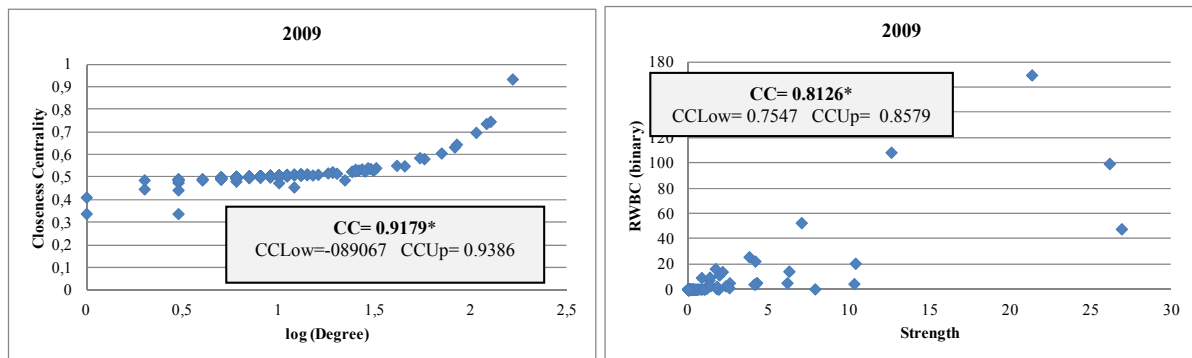 2009
Closeness Centrality
1
0,9
0,8
0,7
0,6
0,5
0,4
0,3
0,2
0,1
0
CC= 0.9179*
CCLow=-089067 CCUp= 0.9386
0 0,5 1 1,5 2 2,5
log (Degree)
2009
RWBC (binary)
180
CC= 0.8126*
CCLow= 0.7547 CCUp= 0.8579
100
80
60
40
20
0
0 5 10 15 20 25 30
Strength